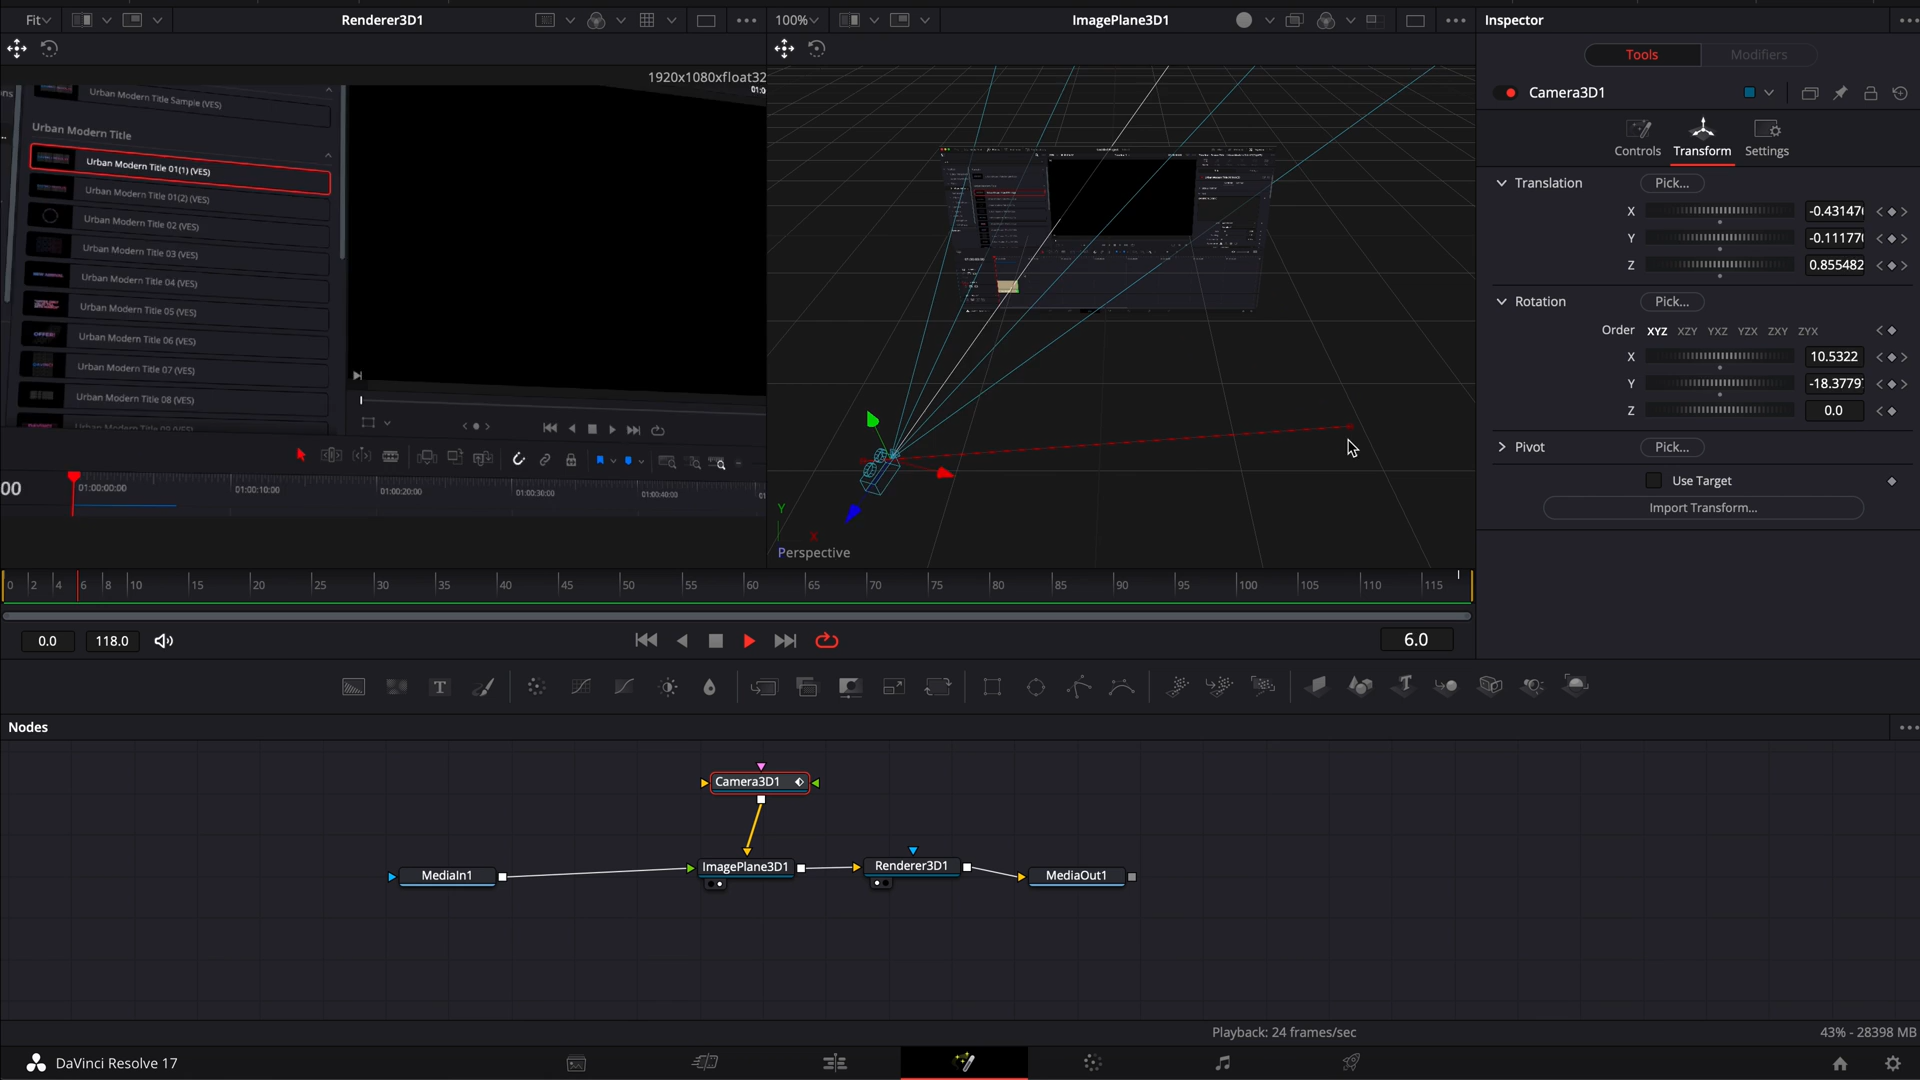 Fit
Renderer3D1
100%
ImagePlane3D1
Inspector
Tools
Modifiers
1920x1080xfloat32
Camera3D1
Controls
Transform
Settings
Urban Modern Title Sample (VES)
Urban Modern Title
Urban Modern Title 01(1) (VES)
Urban Modern Title 01(2) (VES)
Urban Modern Title 02 (VES)
Urban Modern Title 03 (VES)
Urban Modern Title 04 (VES)
Urban Modern Title 05 (VES)
Urban Modern Title 06 (VES)
Urban Modern Title 07 (VES)
Urban Modern Title 08 (VES)
Translation
Pick...
X
-0.43147
Y
-0.11177
Z
0.855482
Rotation
Pick...
Order XYZ XZY YXZ YZX ZXY ZYX
X
10.5322
Y
-18.3779
Z
0.0
Pivot
Pick...
Use Target
Import Transform...
00
01:00:00:00
01:00:10:00
01:00:20:00
01:00:30:00
01:00:40:00
Y
X
Perspective
0 2 4 6 8 10 15 20 25 30 35 40 45 50 55 60 65 70 75 80 85 90 95 100 105 110 115
0.0
118.0
6.0
Nodes
Camera3D1
MediaIn1
ImagePlane3D1
Renderer3D1
MediaOut1
Playback: 24 frames/sec
43% - 28398 MB
DaVinci Resolve 17